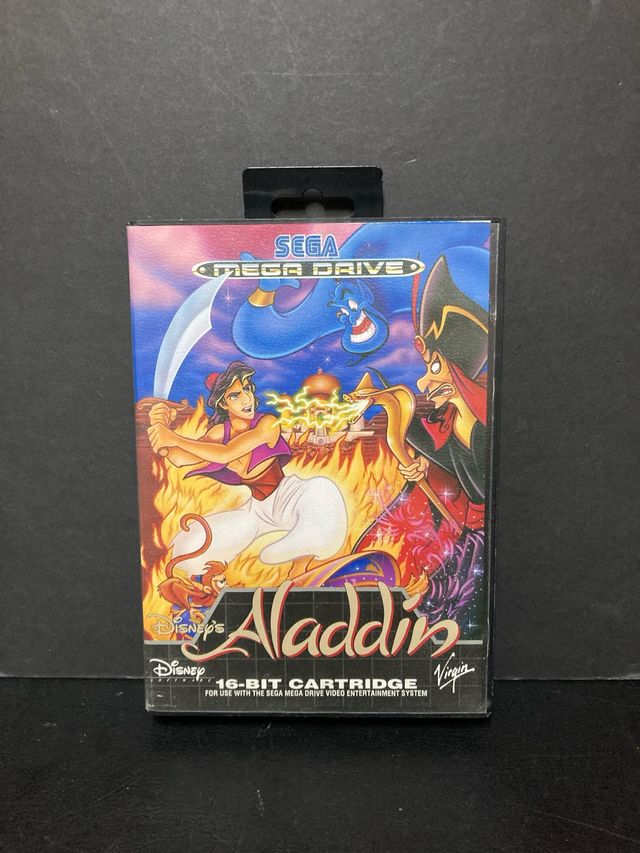 SEGA
MEGA DRIVE
DISNEY'S Aladdin
DISNEY
SOFTWARE
16-BIT CARTRIDGE
Virgin
FOR USE WITH THE SEGA MEGA DRIVE VIDEO ENTERTAINMENT SYSTEM